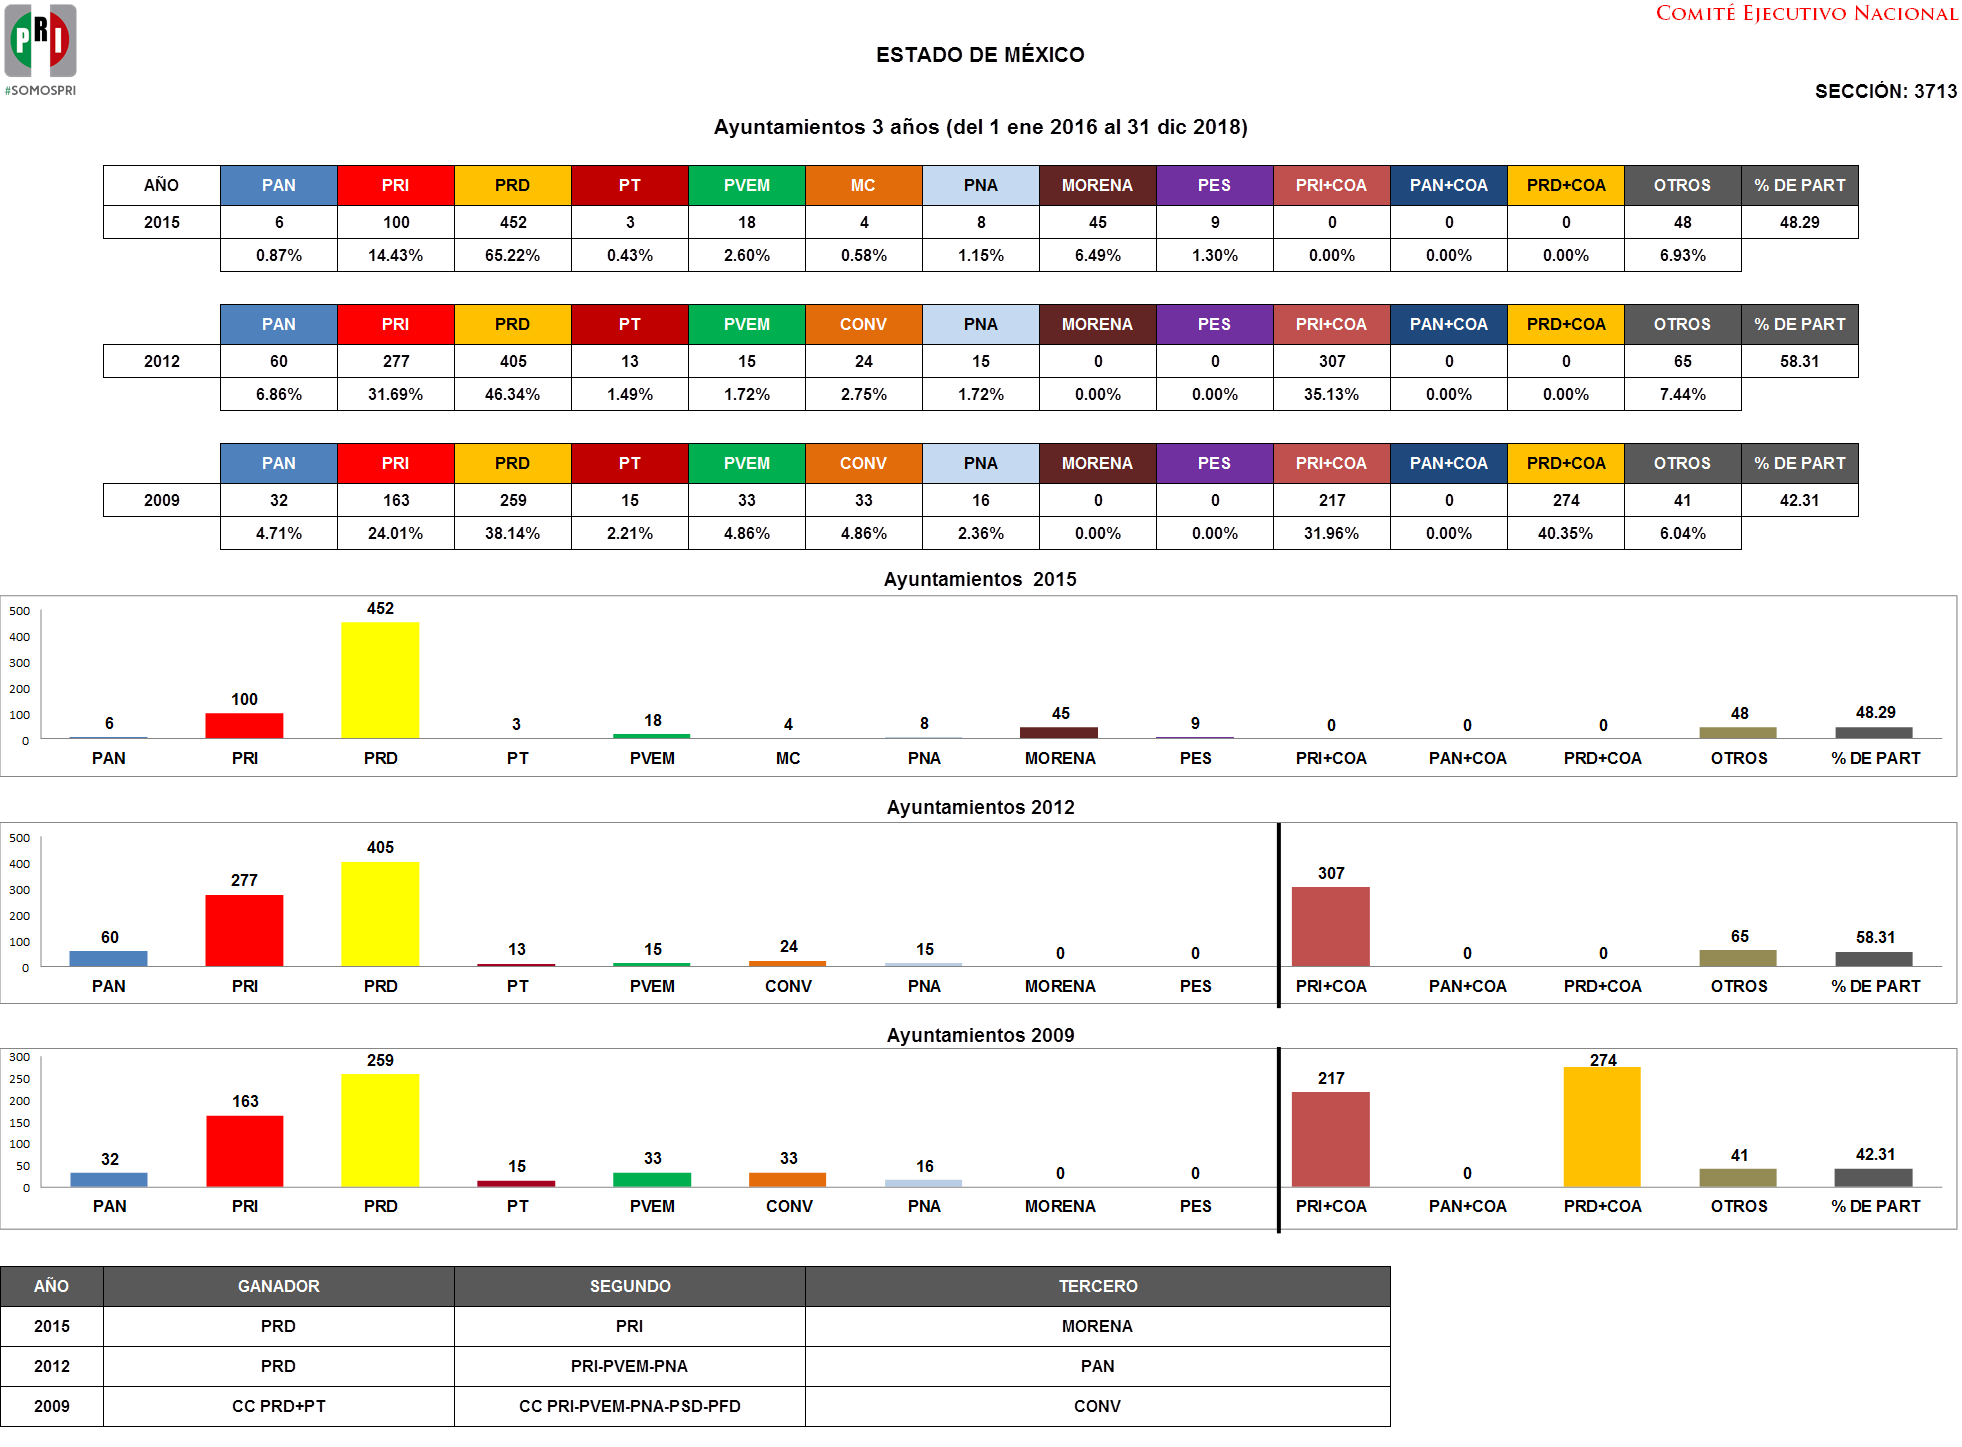 PRI
#SOMOSPRI
COMITÉ EJECUTIVO NACIONAL
ESTADO DE MÉXICO
SECCIÓN: 3713
Ayuntamientos 3 años (del 1 ene 2016 al 31 dic 2018)
AÑO PAN PRI PRD PT PVEM MC PNA MORENA PES PRI+COA PAN+COA PRD+COA OTROS % DE PART
2015 6 100 452 3 18 4 8 45 9 0 0 0 48 48.29
0.87% 14.43% 65.22% 0.43% 2.60% 0.58% 1.15% 6.49% 1.30% 0.00% 0.00% 0.00% 6.93%
PAN PRI PRD PT PVEM CONV PNA MORENA PES PRI+COA PAN+COA PRD+COA OTROS % DE PART
2012 60 277 405 13 15 24 15 0 0 307 0 0 65 58.31
6.86% 31.69% 46.34% 1.49% 1.72% 2.75% 1.72% 0.00% 0.00% 35.13% 0.00% 0.00% 7.44%
PAN PRI PRD PT PVEM CONV PNA MORENA PES PRI+COA PAN+COA PRD+COA OTROS % DE PART
2009 32 163 259 15 33 33 16 0 0 217 0 274 41 42.31
4.71% 24.01% 38.14% 2.21% 4.86% 4.86% 2.36% 0.00% 0.00% 31.96% 0.00% 40.35% 6.04%
Ayuntamientos 2015
500
400
300
200
100
0
6 100 452 3 18 4 8 45 9 0 0 0 48 48.29
PAN PRI PRD PT PVEM MC PNA MORENA PES PRI+COA PAN+COA PRD+COA OTROS % DE PART
Ayuntamientos 2012
500
400
300
200
100
0
60 277 405 13 15 24 15 0 0 307 0 0 65 58.31
PAN PRI PRD PT PVEM CONV PNA MORENA PES PRI+COA PAN+COA PRD+COA OTROS % DE PART
Ayuntamientos 2009
300
250
200
150
100
50
0
32 163 259 15 33 33 16 0 0 217 0 274 41 42.31
PAN PRI PRD PT PVEM CONV PNA MORENA PES PRI+COA PAN+COA PRD+COA OTROS % DE PART
AÑO GANADOR SEGUNDO TERCERO
2015 PRD PRI MORENA
2012 PRD PRI-PVEM-PNA PAN
2009 CC PRD+PT CC PRI-PVEM-PNA-PSD-PFD CONV